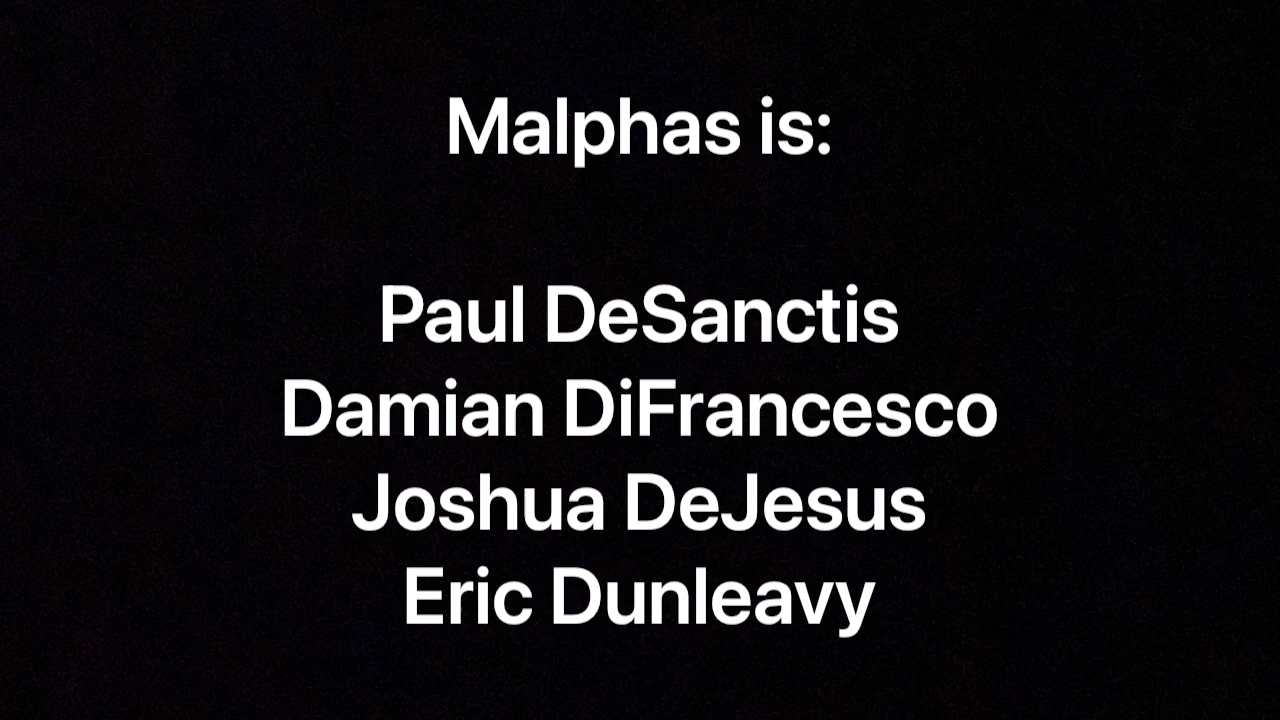 Malphas is:
Paul DeSanctis
Damian DiFrancesco
Joshua DeJesus
Eric Dunleavy